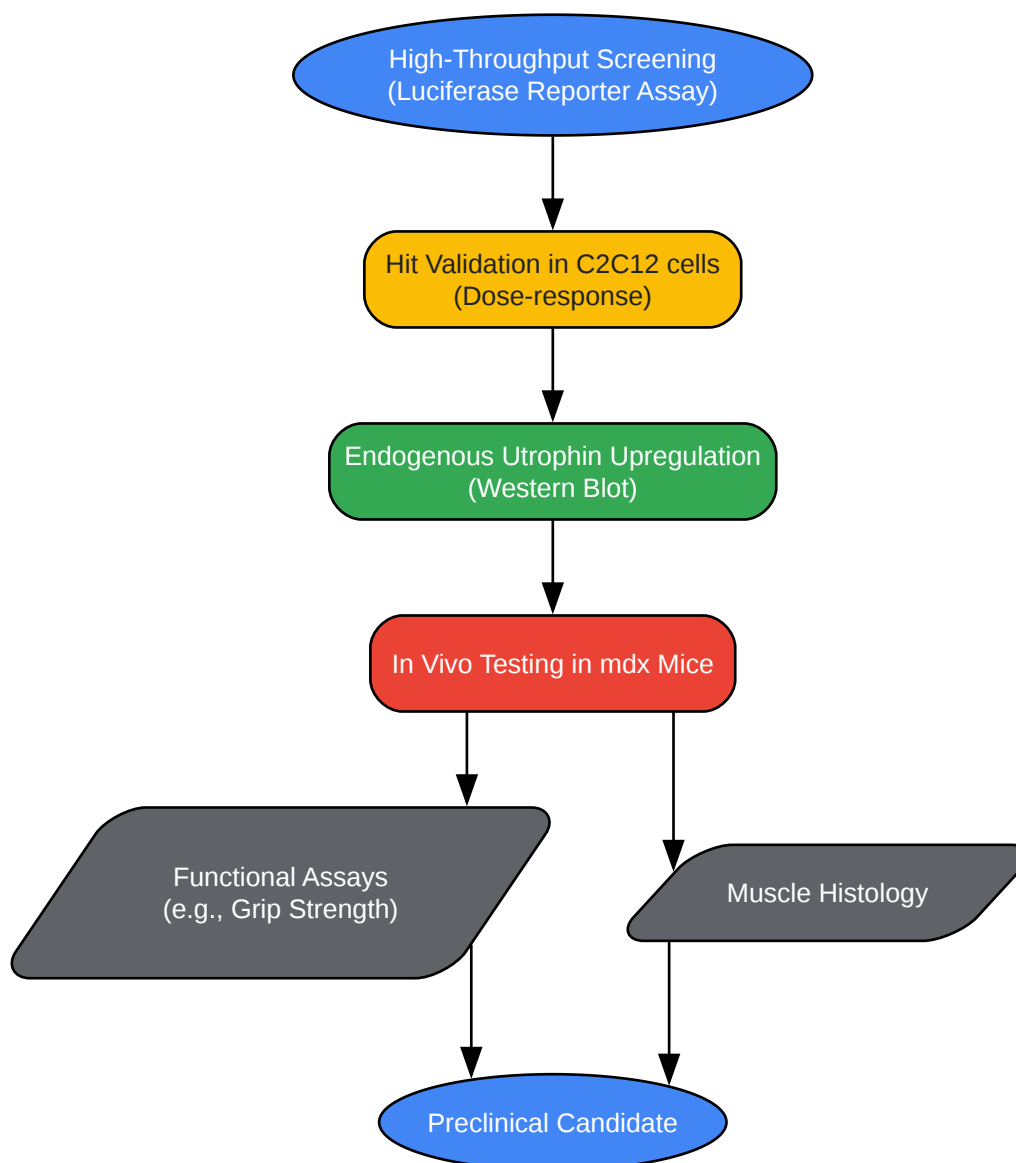 High-Throughput Screening
(Luciferase Reporter Assay)
Hit Validation in C2C12 cells
(Dose-response)
Endogenous Utrophin Upregulation
(Western Blot)
In Vivo Testing in mdx Mice
Functional Assays
(e.g., Grip Strength)
Muscle Histology
Preclinical Candidate